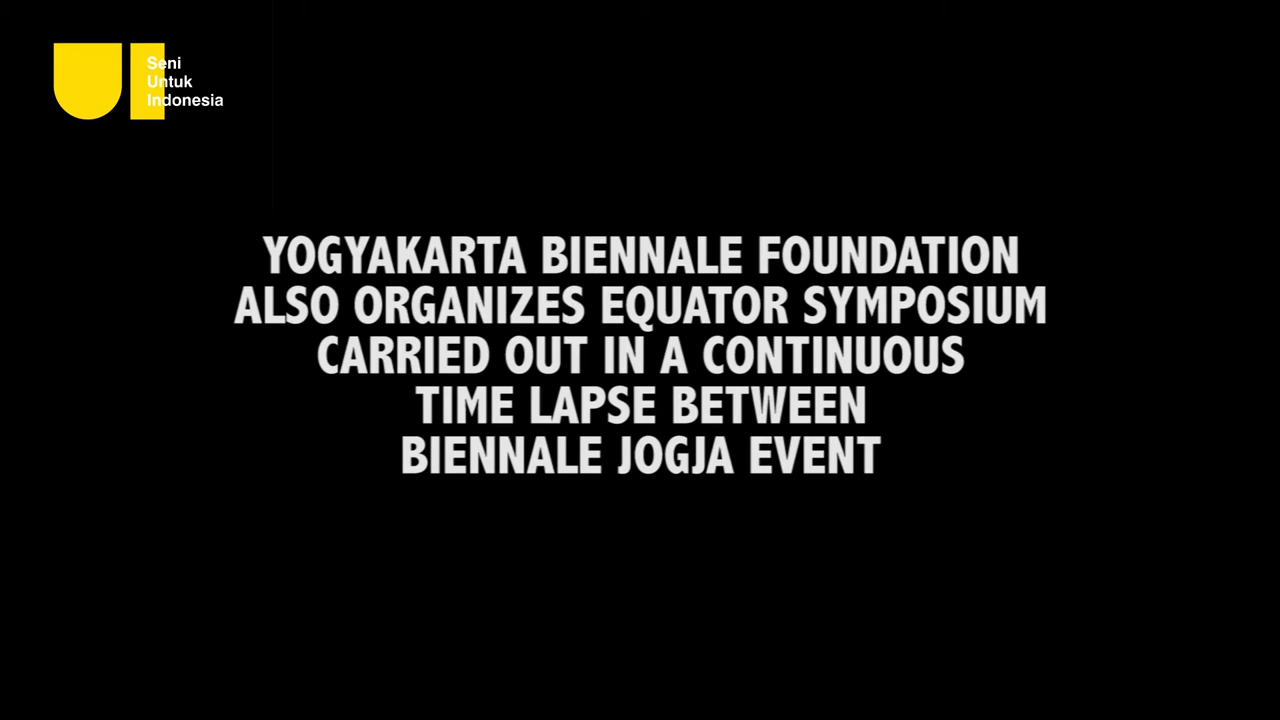 Seni
Untuk
Indonesia
YOGYAKARTA BIENNALE FOUNDATION
ALSO ORGANIZES EQUATOR SYMPOSIUM
CARRIED OUT IN A CONTINUOUS
TIME LAPSE BETWEEN
BIENNALE JOGJA EVENT